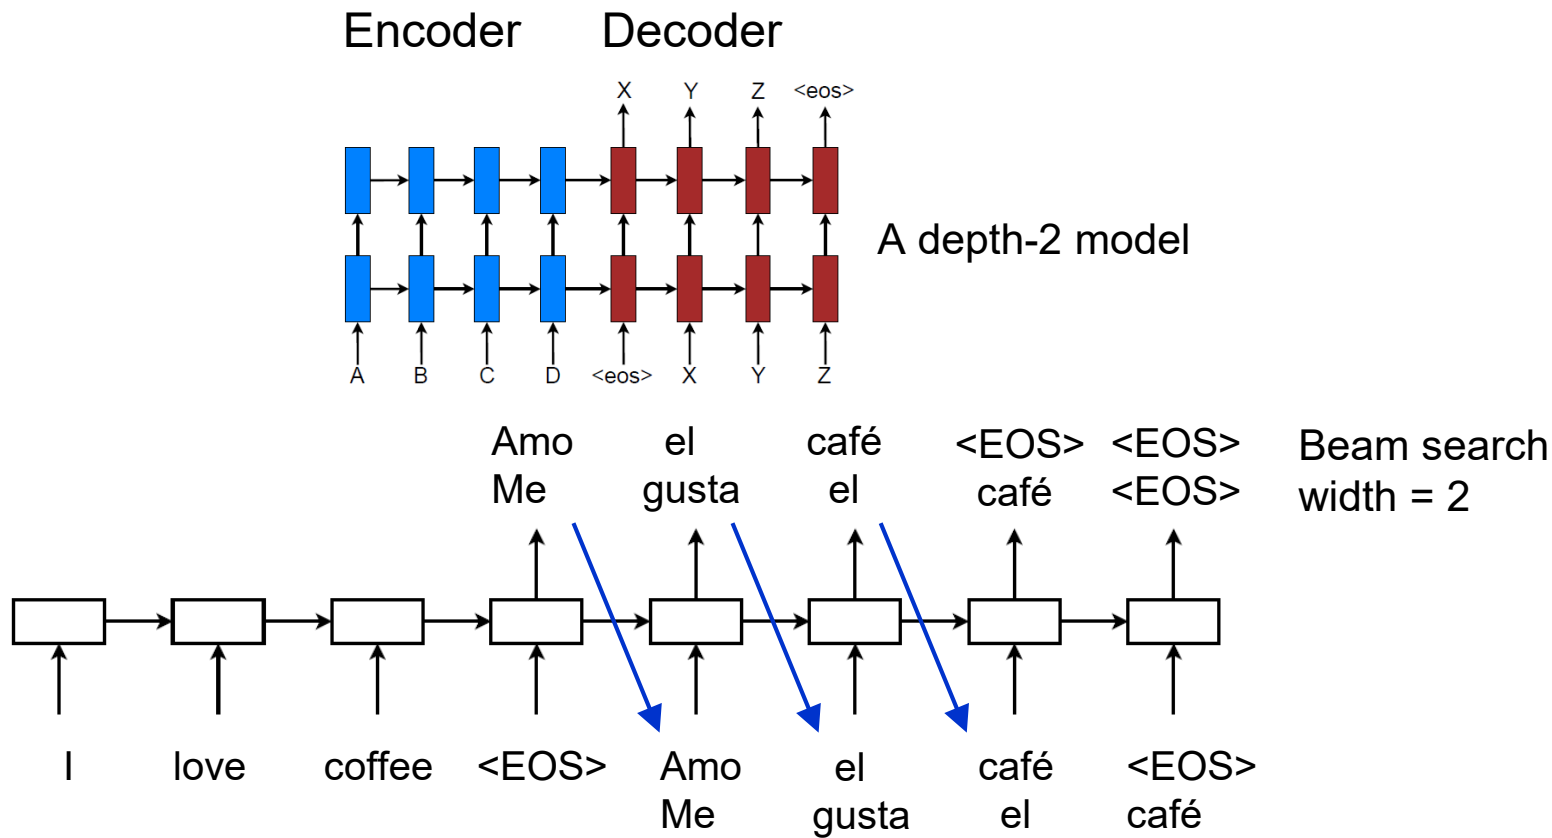 Encoder Decoder
X Y Z <eos>
A depth-2 model
A B C D <eos> X Y Z
Amo el café <EOS> <EOS>
Me gusta el café <EOS>
Beam search
width = 2
I love coffee <EOS> Amo el café <EOS>
Me gusta el café